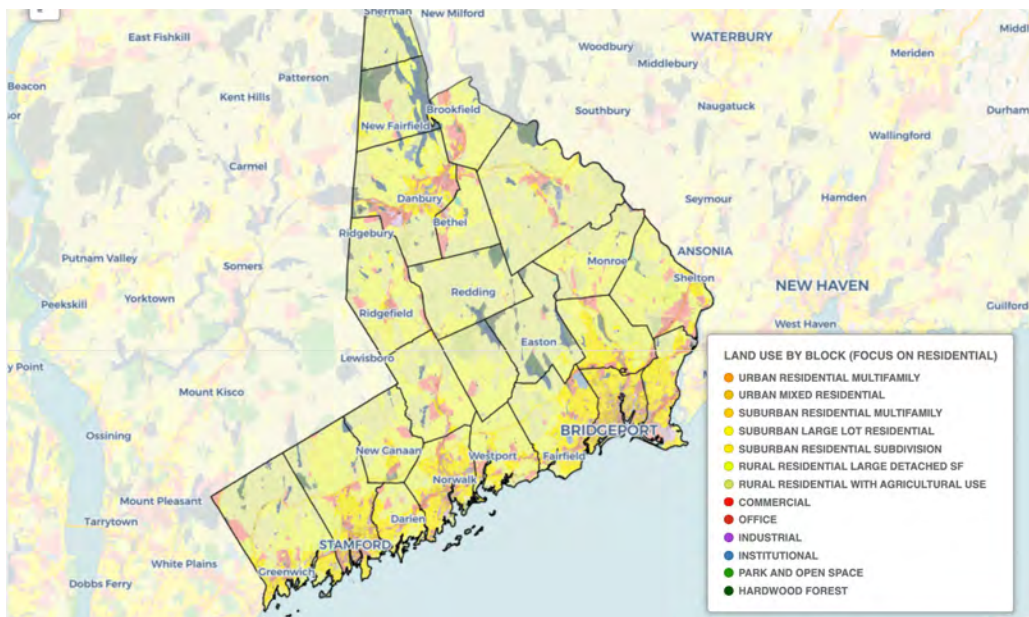 Sherman
New Milford
East Fishkill
Woodbury
WATERBURY
Middlebury
Meriden
Patterson
Beacon
Kent Hills
Brookfield
Southbury
Naugatuck
Durham
New Fairfield
Wallingford
Carmel
Danbury
Seymour
Hamden
Bethel
Ridgebury
Putnam Valley
Somers
Monroe
ANSONIA
Shelton
Redding
NEW HAVEN
Peekskill
Yorktown
Ridgefield
Guilford
West Haven
Easton
Lewisboro
y Point
Mount Kisco
BRIDGEPORT
Ossining
New Canaan
Westport
Fairfield
Norwalk
Mount Pleasant
Darien
Tarrytown
STAMFORD
White Plains
Greenwich
Dobbs Ferry
LAND USE BY BLOCK (FOCUS ON RESIDENTIAL)
URBAN RESIDENTIAL MULTIFAMILY
URBAN MIXED RESIDENTIAL
SUBURBAN RESIDENTIAL MULTIFAMILY
SUBURBAN LARGE LOT RESIDENTIAL
SUBURBAN RESIDENTIAL SUBDIVISION
RURAL RESIDENTIAL LARGE DETACHED SF
RURAL RESIDENTIAL WITH AGRICULTURAL USE
COMMERCIAL
OFFICE
INDUSTRIAL
INSTITUTIONAL
PARK AND OPEN SPACE
HARDWOOD FOREST